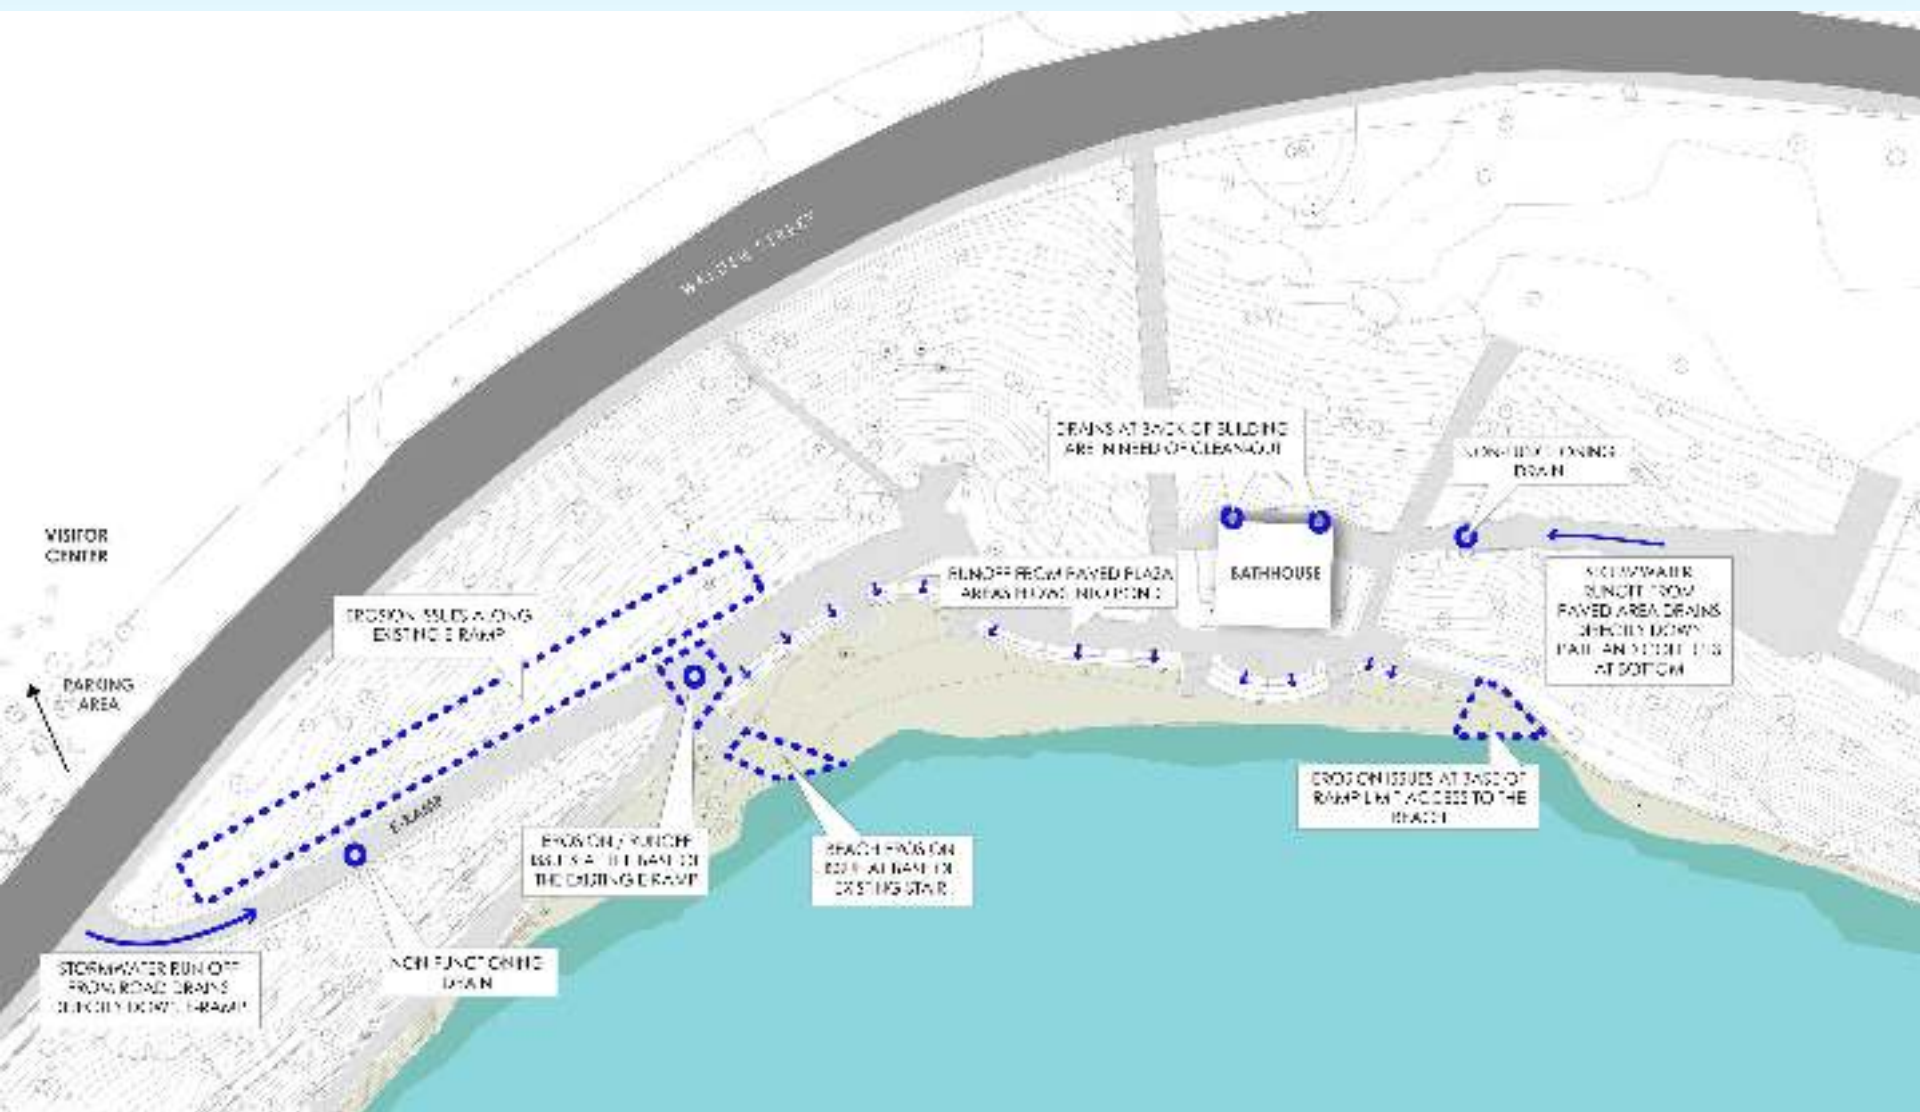 WALDEN STREET
DRAINS AT BACK OF BUILDING
ARE IN NEED OF CLEAN-OUT
NON-FUNCTIONING
DRAIN
VISITOR
CENTER
BATHHOUSE
RUNOFF FROM PAVED PLAZA
AREAS FLOWS INTO POND
STORMWATER
RUNOFF FROM
PAVED AREA DRAINS
DIRECTLY DOWN
PATH AND COLLECTS
AT BOTTOM
EROSION ISSUES ALONG
EXISTING E-RAMP
PARKING
AREA
E-RAMP
EROSION ISSUES AT BASE OF
RAMP LIMIT ACCESS TO THE
BEACH
EROSION / RUNOFF
ISSUES AT THE BASE OF
THE EXISTING E-RAMP
BEACH EROSION
AT BASE OF
EXISTING STAIR
NON FUNCTIONING
DRAIN
STORMWATER RUN OFF
FROM ROAD DRAINS
DIRECTLY DOWN E-RAMP